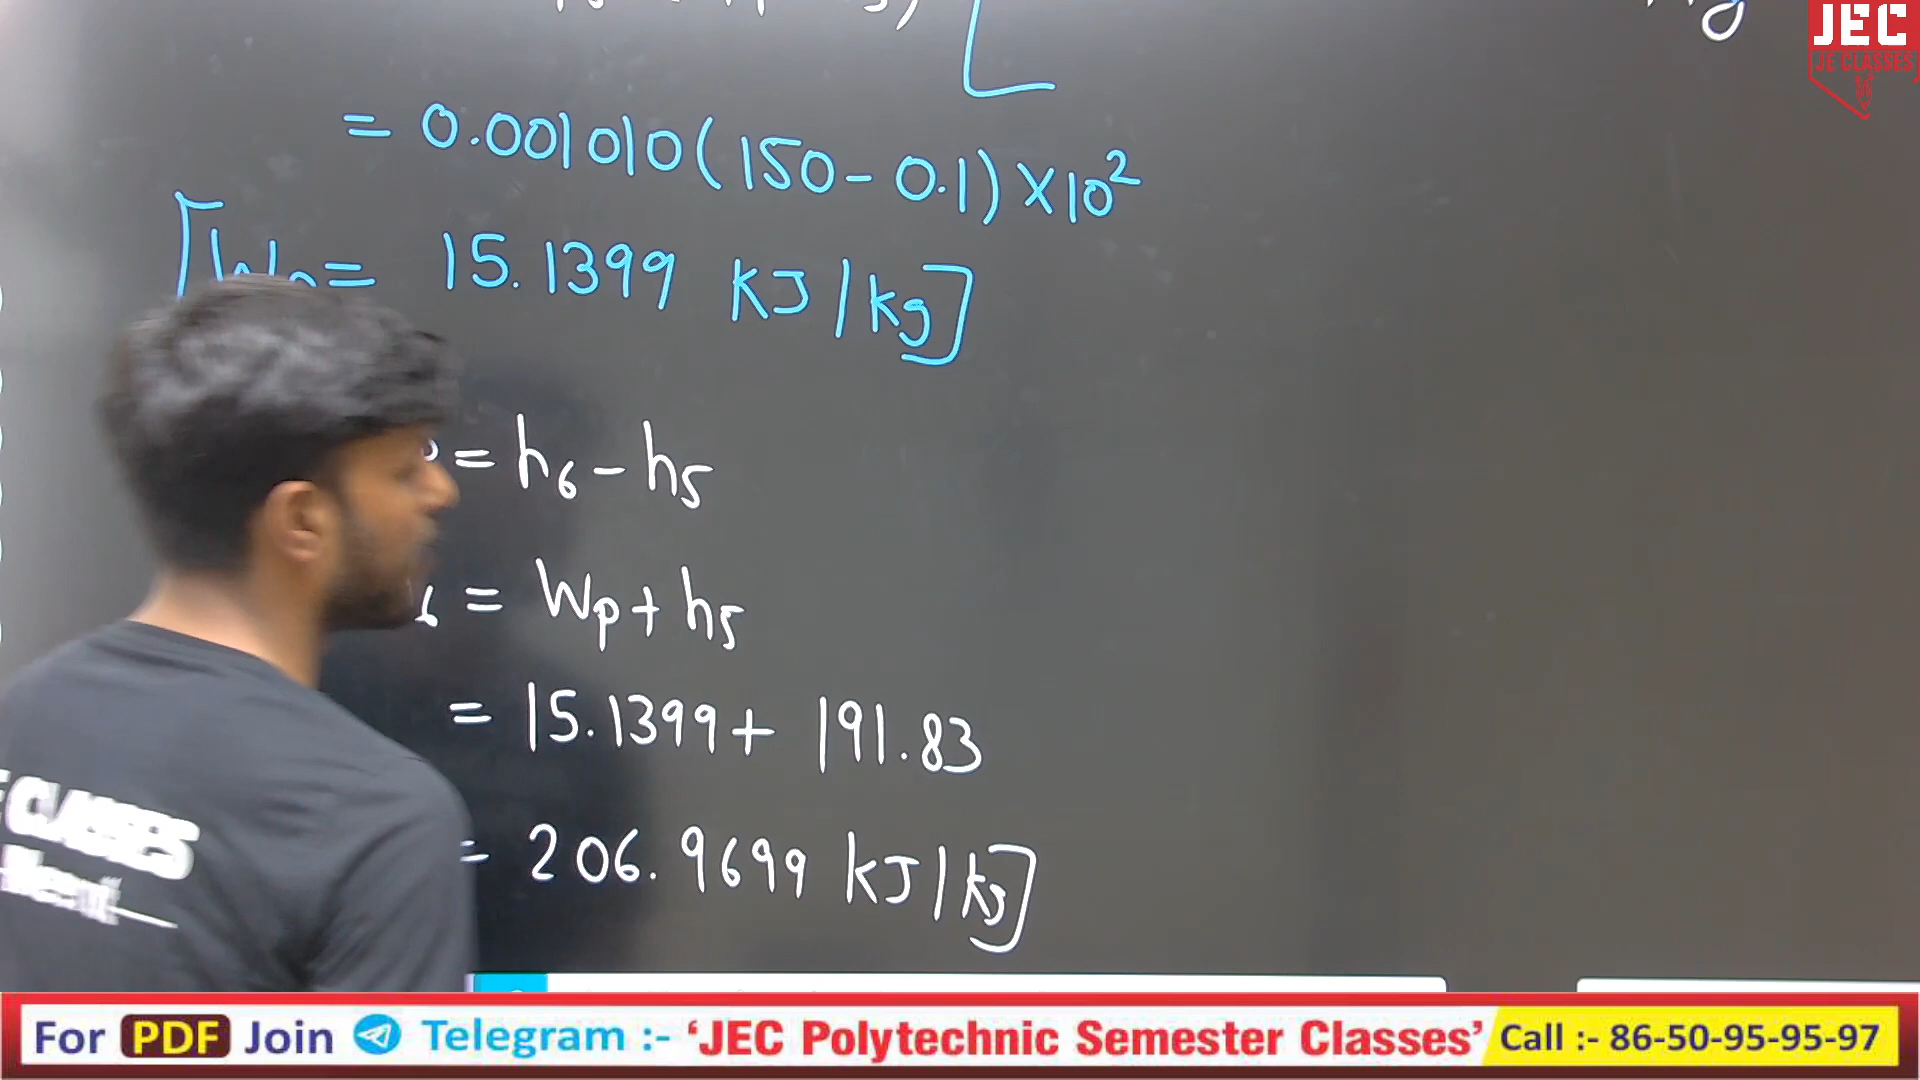 JEC
JE CLASSES
= 0.001010(150-0.1)×10²
= 15.1399 KJ/kg]
= h6 - h5
6 = Wp + h5
= 15.1399 + 191.83
= 206.9699 KJ/kg]
CLASSES
For PDF Join Telegram :- 'JEC Polytechnic Semester Classes' Call :- 86-50-95-95-97